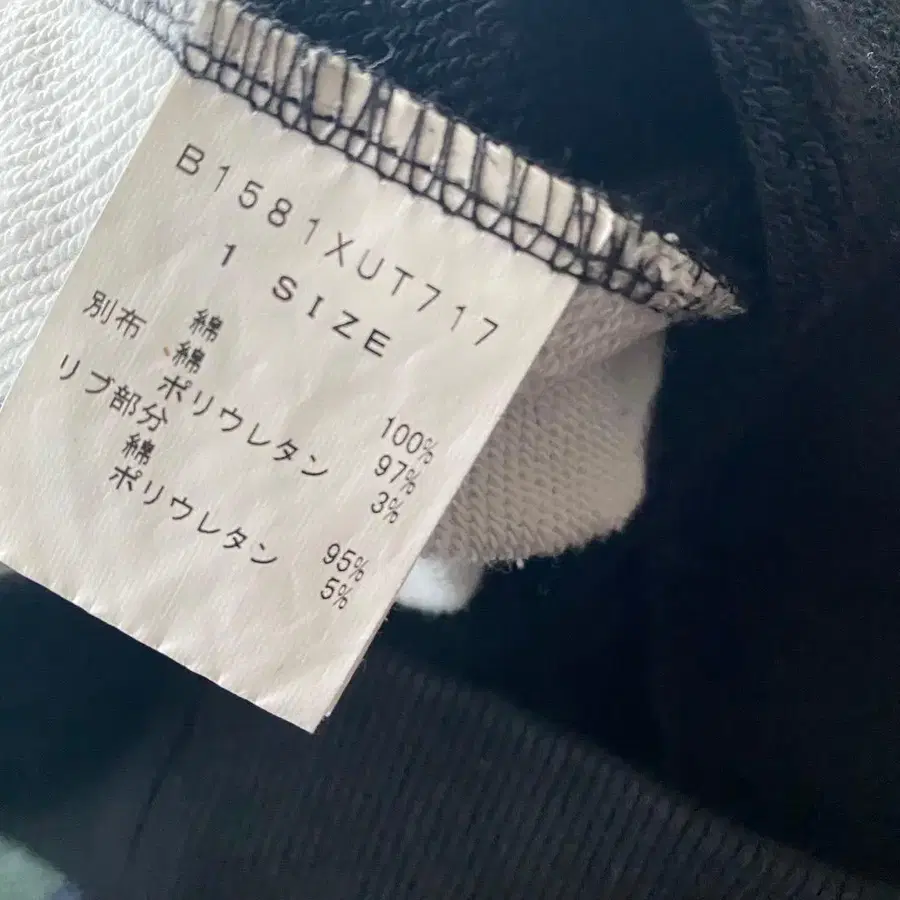 B1581XUT717
1 SIZE
綿 100%
別布 綿 97%
ポリウレタン 3%
リブ部分
綿 95%
ポリウレタン 5%